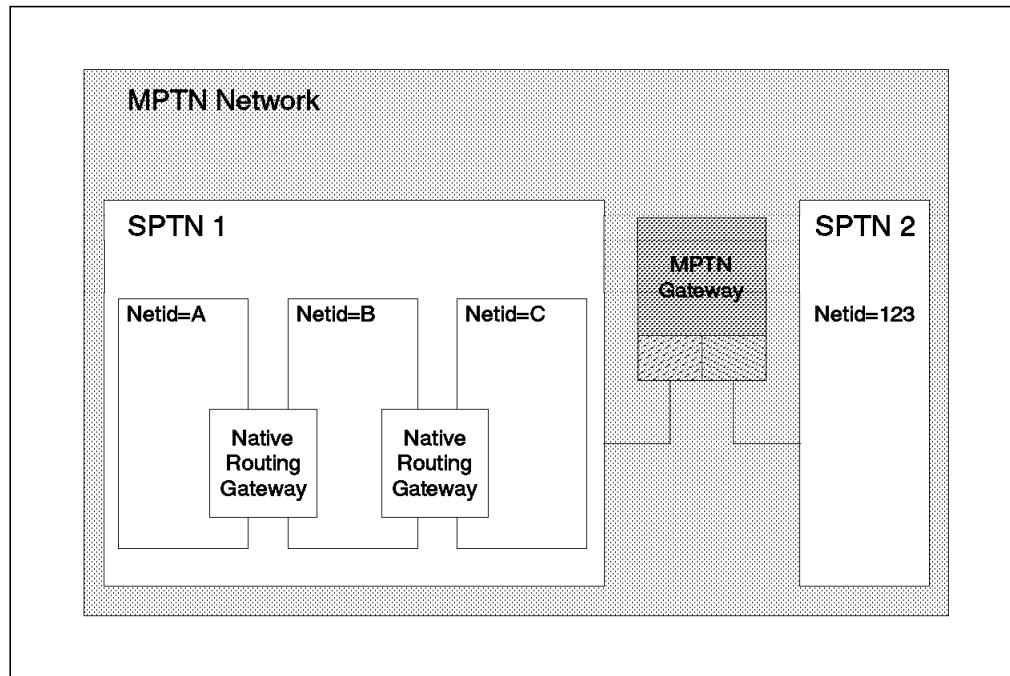 MPTN Network
SPTN 1
SPTN 2
MPTN
Gateway
Netid=A
Netid=B
Netid=C
Netid=123
Native
Routing
Gateway
Native
Routing
Gateway